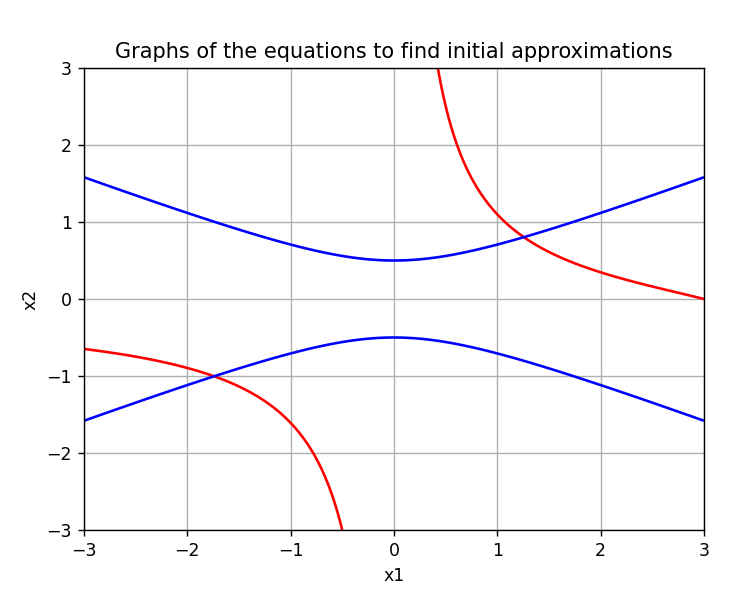 Graphs of the equations to find initial approximations
3
2
1
0
−1
−2
−3
x2
−3 −2 −1 0 1 2 3
x1